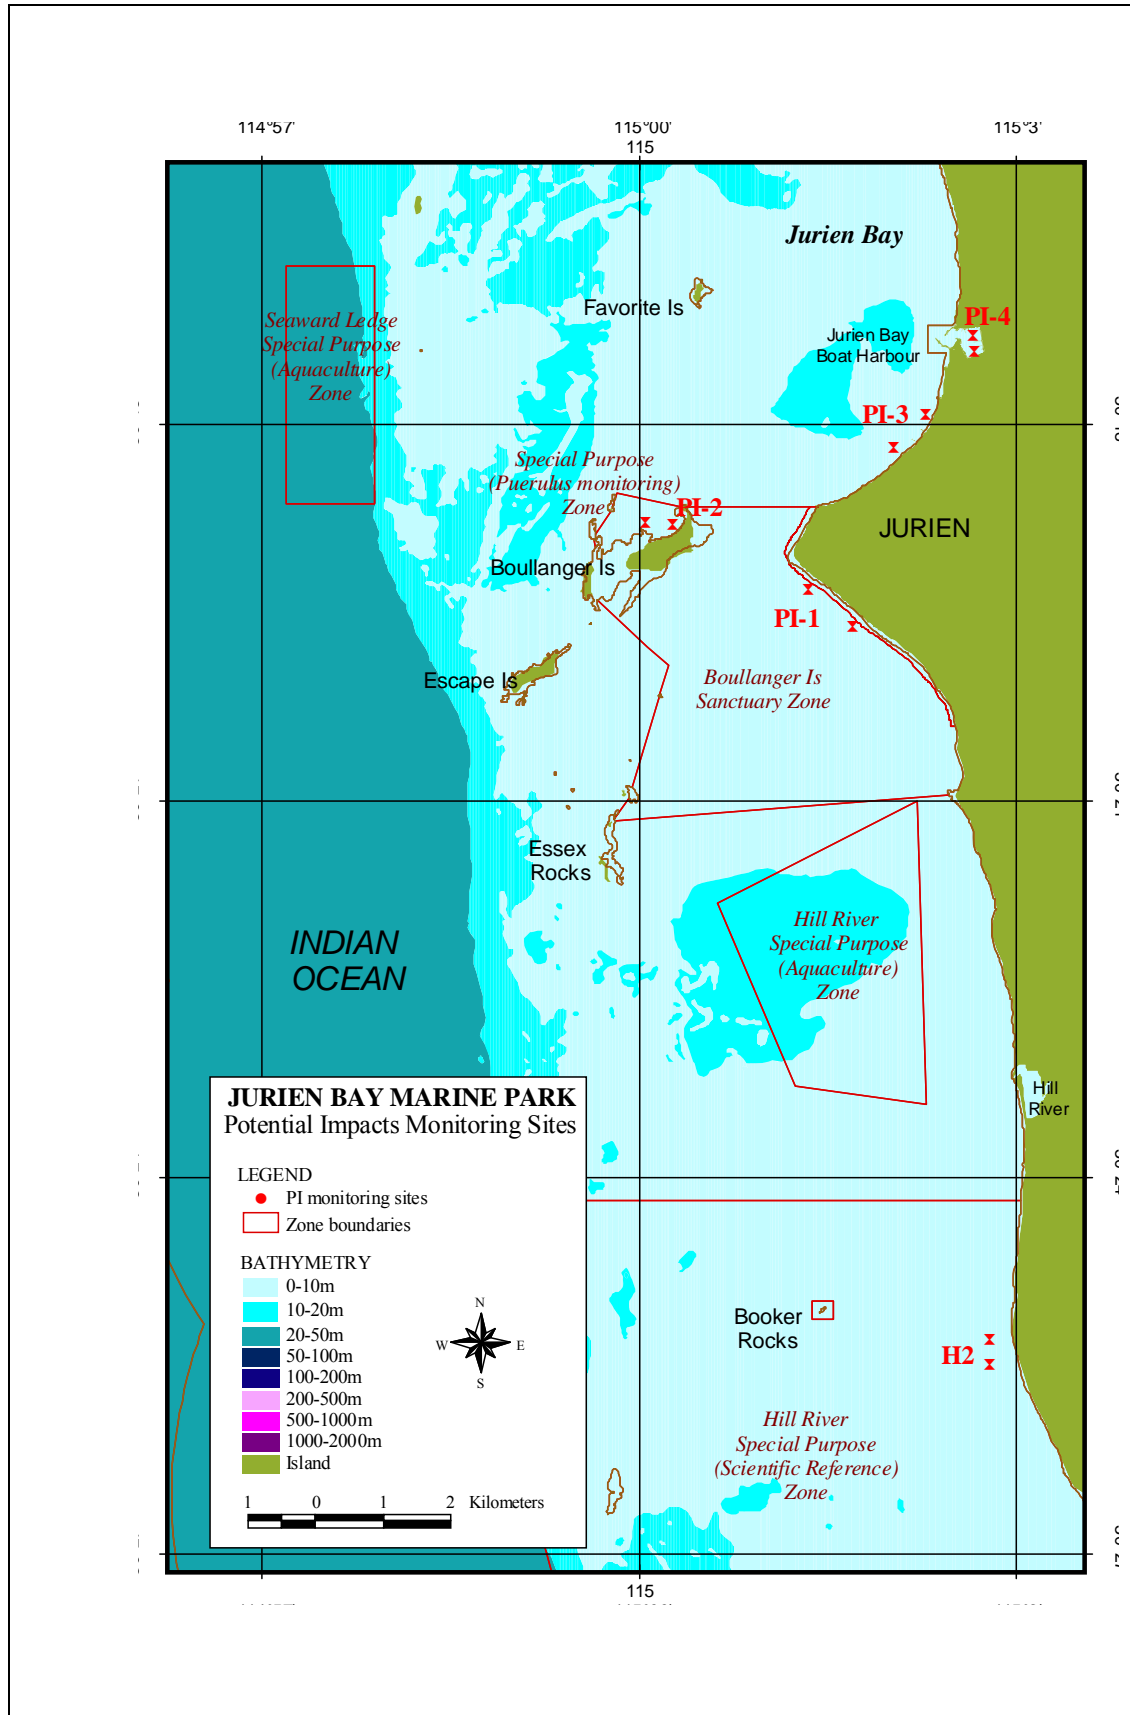 114°57'
115°00'
115°3'
115
Jurien Bay
Favorite Is
Seaward Ledge
Special Purpose
(Aquaculture)
Zone
PI-4
Jurien Bay
Boat Harbour
PI-3
Special Purpose
(Puerulus monitoring)
Zone
PI-2
JURIEN
Boullanger Is
PI-1
Escape Is
Boullanger Is
Sanctuary Zone
Essex
Rocks
Hill River
Special Purpose
(Aquaculture)
Zone
INDIAN
OCEAN
Hill
River
JURIEN BAY MARINE PARK
Potential Impacts Monitoring Sites
LEGEND
PI monitoring sites
Zone boundaries
BATHYMETRY
0-10m
10-20m
20-50m
50-100m
100-200m
200-500m
500-1000m
1000-2000m
Island
N
W E
S
1 0 1 2 Kilometers
Booker
Rocks
H2
Hill River
Special Purpose
(Scientific Reference)
Zone
115